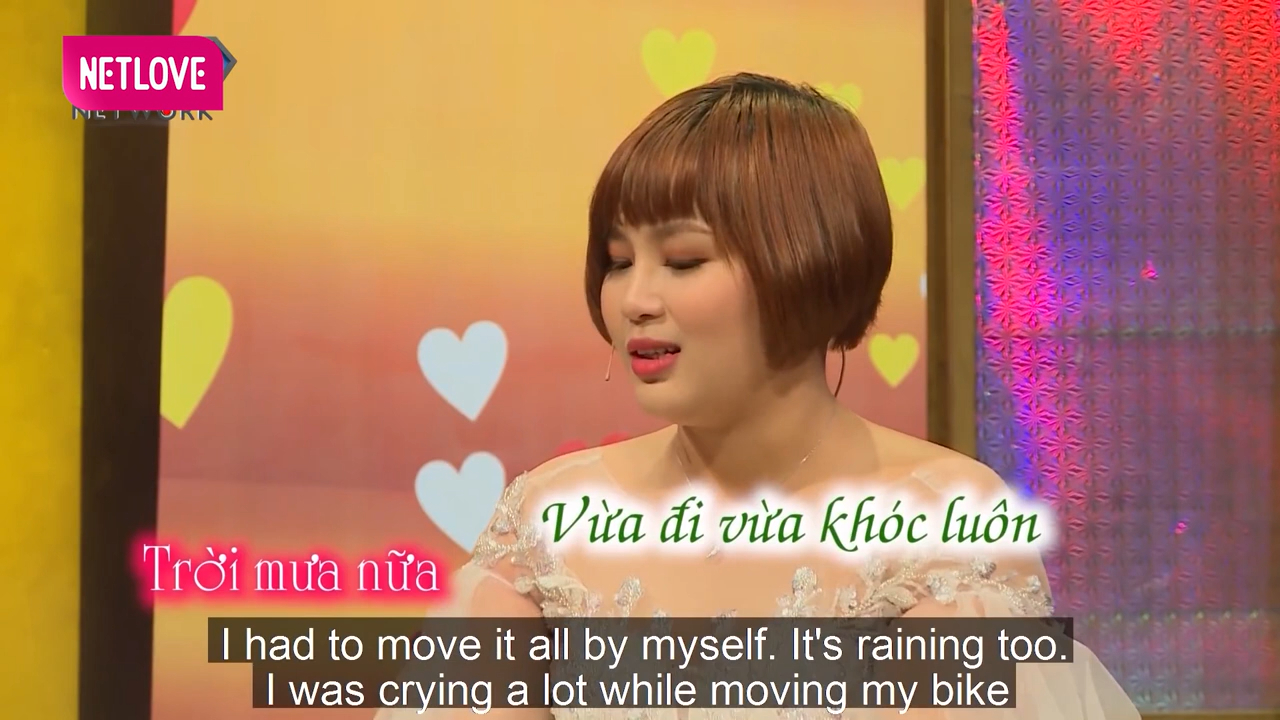 NETLOVE
NETWORK
Vừa đi vừa khóc luôn
Trời mưa nữa
I had to move it all by myself. It's raining too.
I was crying a lot while moving my bike